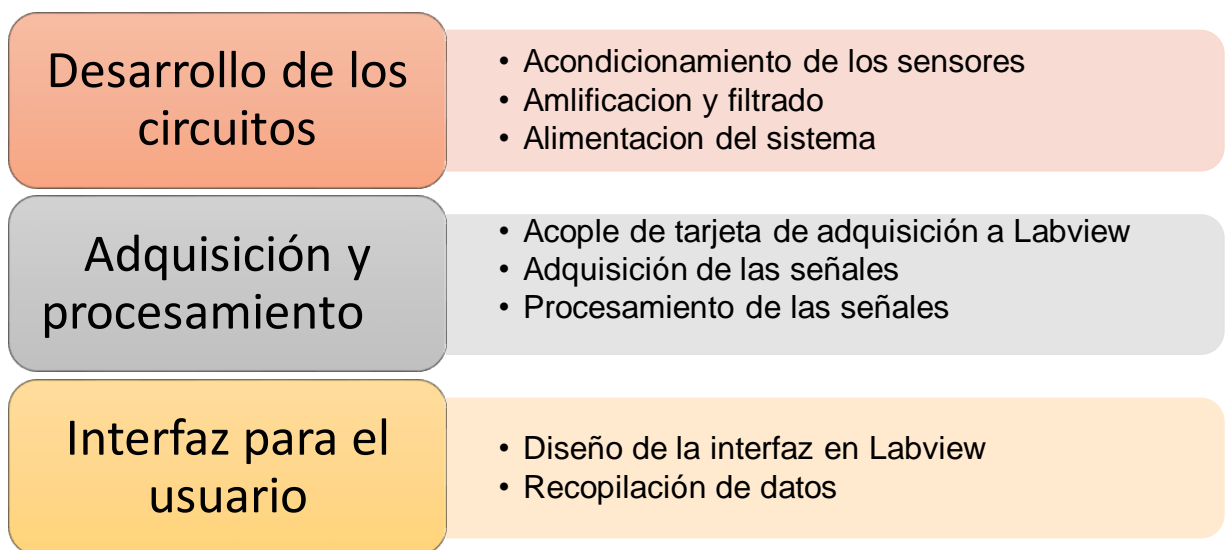 Desarrollo de los
circuitos
• Acondicionamiento de los sensores
• Amlificacion y filtrado
• Alimentacion del sistema
Adquisición y
procesamiento
• Acople de tarjeta de adquisición a Labview
• Adquisición de las señales
• Procesamiento de las señales
Interfaz para el
usuario
• Diseño de la interfaz en Labview
• Recopilación de datos